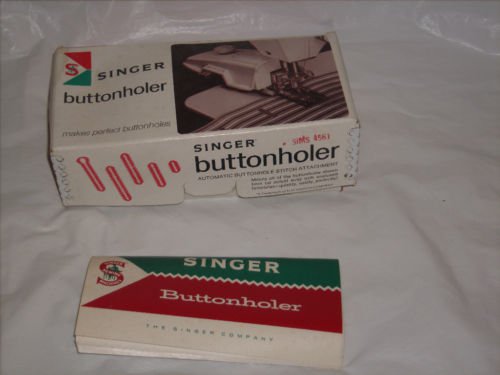 SINGER
buttonholer
makes perfect buttonholes
SINGER
SIMS 4561
buttonholer
AUTOMATIC BUTTONHOLE STITCH ATTACHMENT
SINGER
Buttonholer
THE SINGER COMPANY